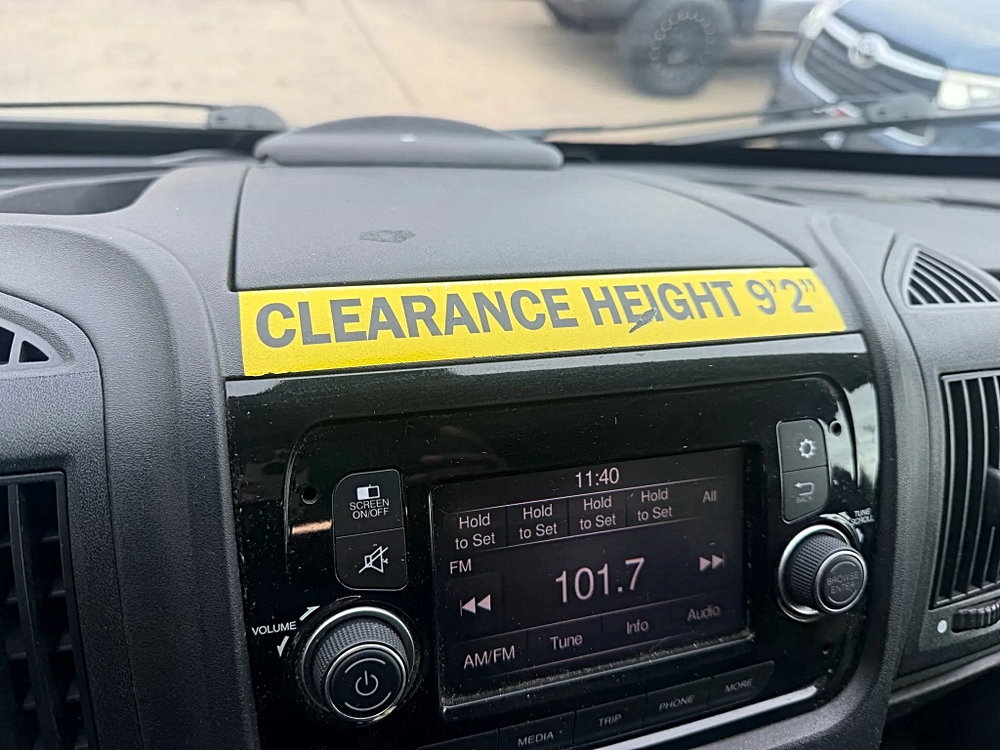 CLEARANCE HEIGHT 9'2"
11:40
SCREEN
ON/OFF
Hold
to Set
Hold
to Set
Hold
to Set
Hold
to Set
All
BACK
TUNE
SCROLL
FM
101.7
BROWSE
ENTER
VOLUME
AM/FM
Tune
Info
Audio
MEDIA
TRIP
PHONE
MORE